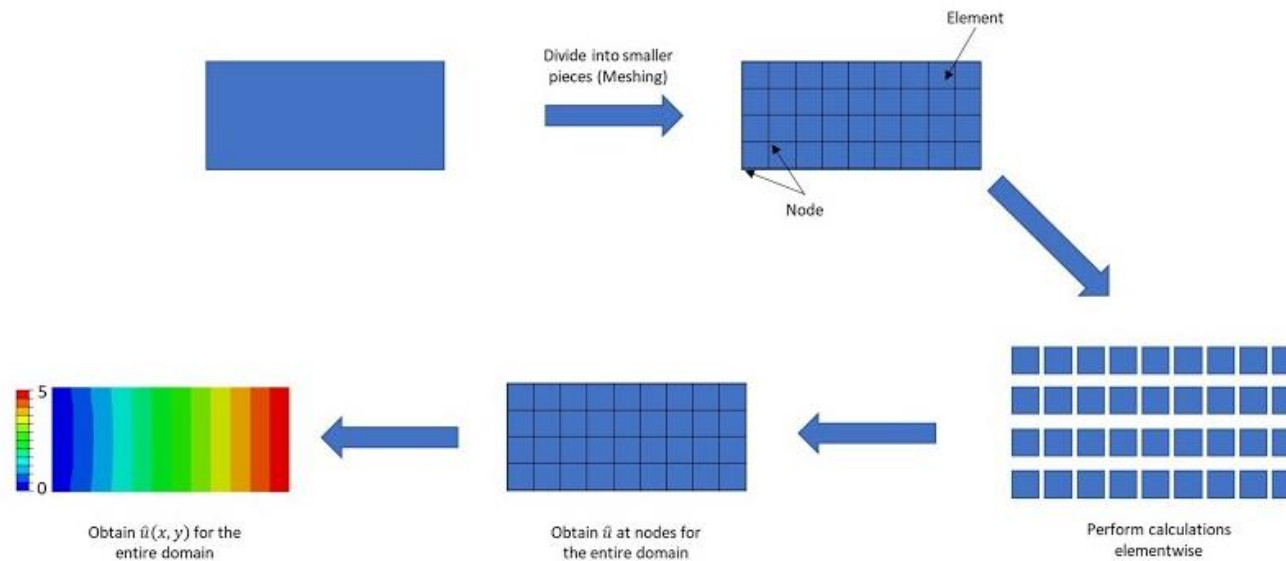 Element
Divide into smaller
pieces (Meshing)
Node
5
0
Obtain û(x, y) for the
entire domain
Obtain û at nodes for
the entire domain
Perform calculations
elementwise